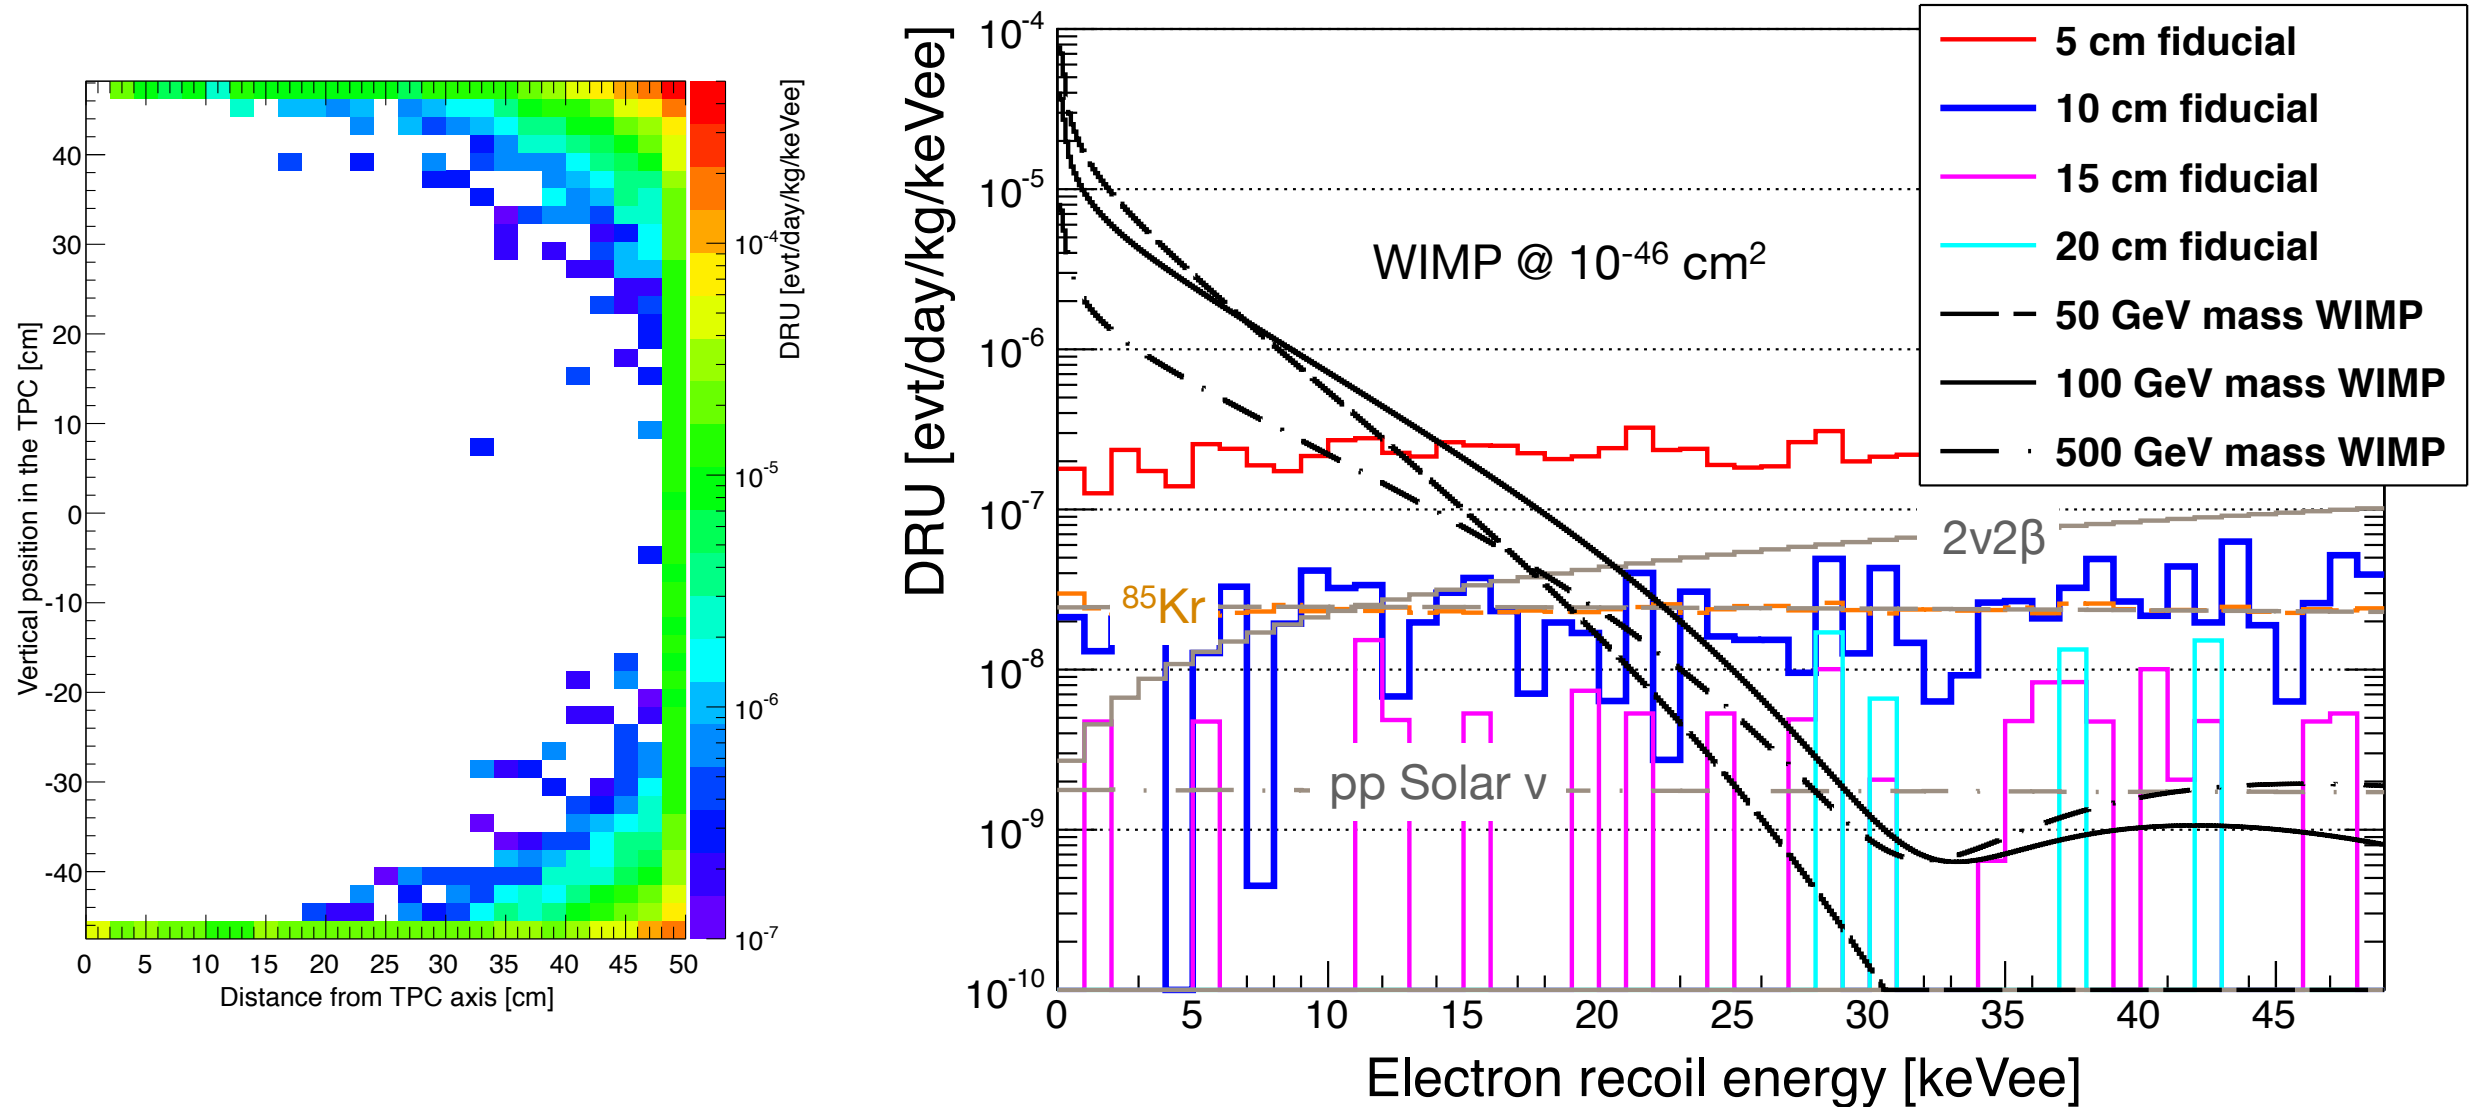 Vertical position in the TPC [cm]
40
30
20
10
0
-10
-20
-30
-40
0 5 10 15 20 25 30 35 40 45 50
Distance from TPC axis [cm]
DRU [evt/day/kg/keVee]
10-4
10-5
10-6
10-7
DRU [evt/day/kg/keVee]
10-4
10-5
10-6
10-7
10-8
10-9
10-10
WIMP @ 10-46 cm2
5 cm fiducial
10 cm fiducial
15 cm fiducial
20 cm fiducial
50 GeV mass WIMP
100 GeV mass WIMP
500 GeV mass WIMP
2ν2β
85Kr
pp Solar ν
0 5 10 15 20 25 30 35 40 45
Electron recoil energy [keVee]